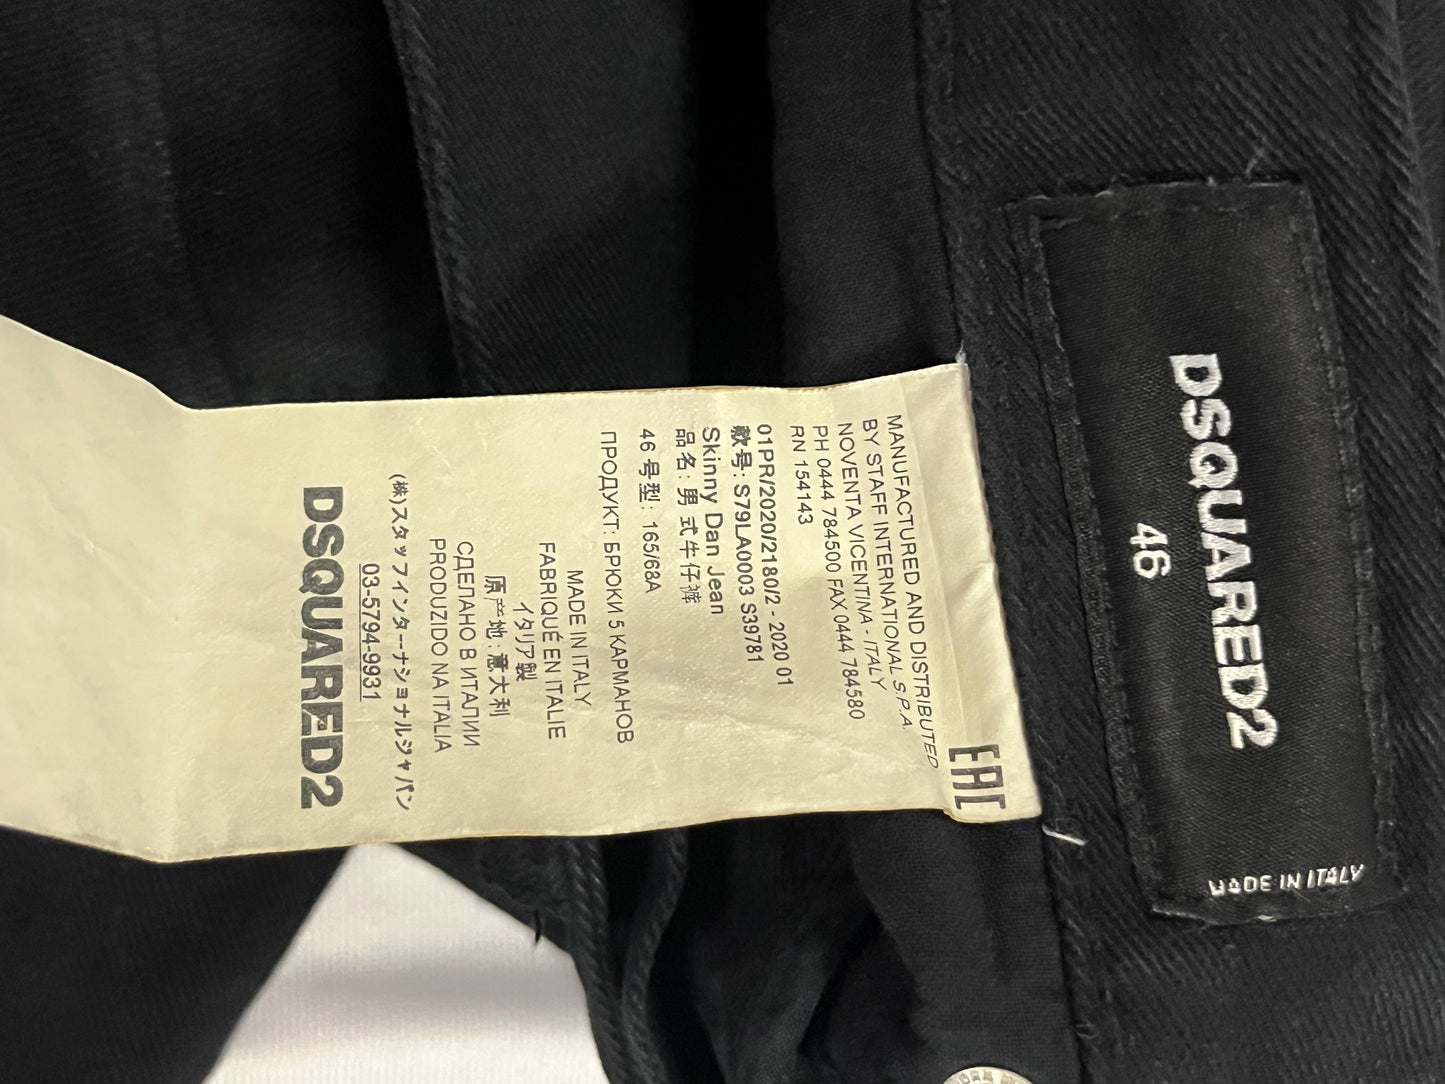 DSQUARED2
46
MADE IN ITALY
EAC
MANUFACTURED AND DISTRIBUTED
BY STAFF INTERNATIONAL S.P.A.
NOVENTA VICENTINA - ITALY
PH 0444 784500 FAX 0444 784580
RN 154143
01PR/2020/2180/2 - 2020 01
款号: S79LA0003 S39781
Skinny Dan Jean
品名: 男 式牛仔裤
46 号型: 165/68A
ПРОДУКТ: БРЮКИ 5 КАРМАНОВ
MADE IN ITALY
FABRIQUÉ EN ITALIE
イタリア製
原产地: 意大利
СДЕЛАНО В ИТАЛИИ
PRODUZIDO NA ITALIA
(株)スタッフインターナショナルジャパン
03-5794-9931
DSQUARED2